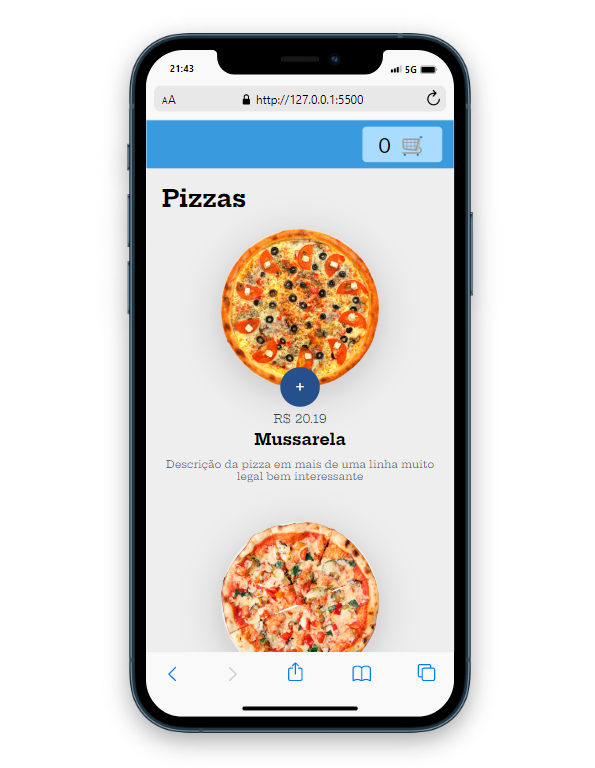 21:43
5G
AA
http://127.0.0.1:5500
0
Pizzas
+
R$ 20.19
Mussarela
Descrição da pizza em mais de uma linha muito
legal bem interessante